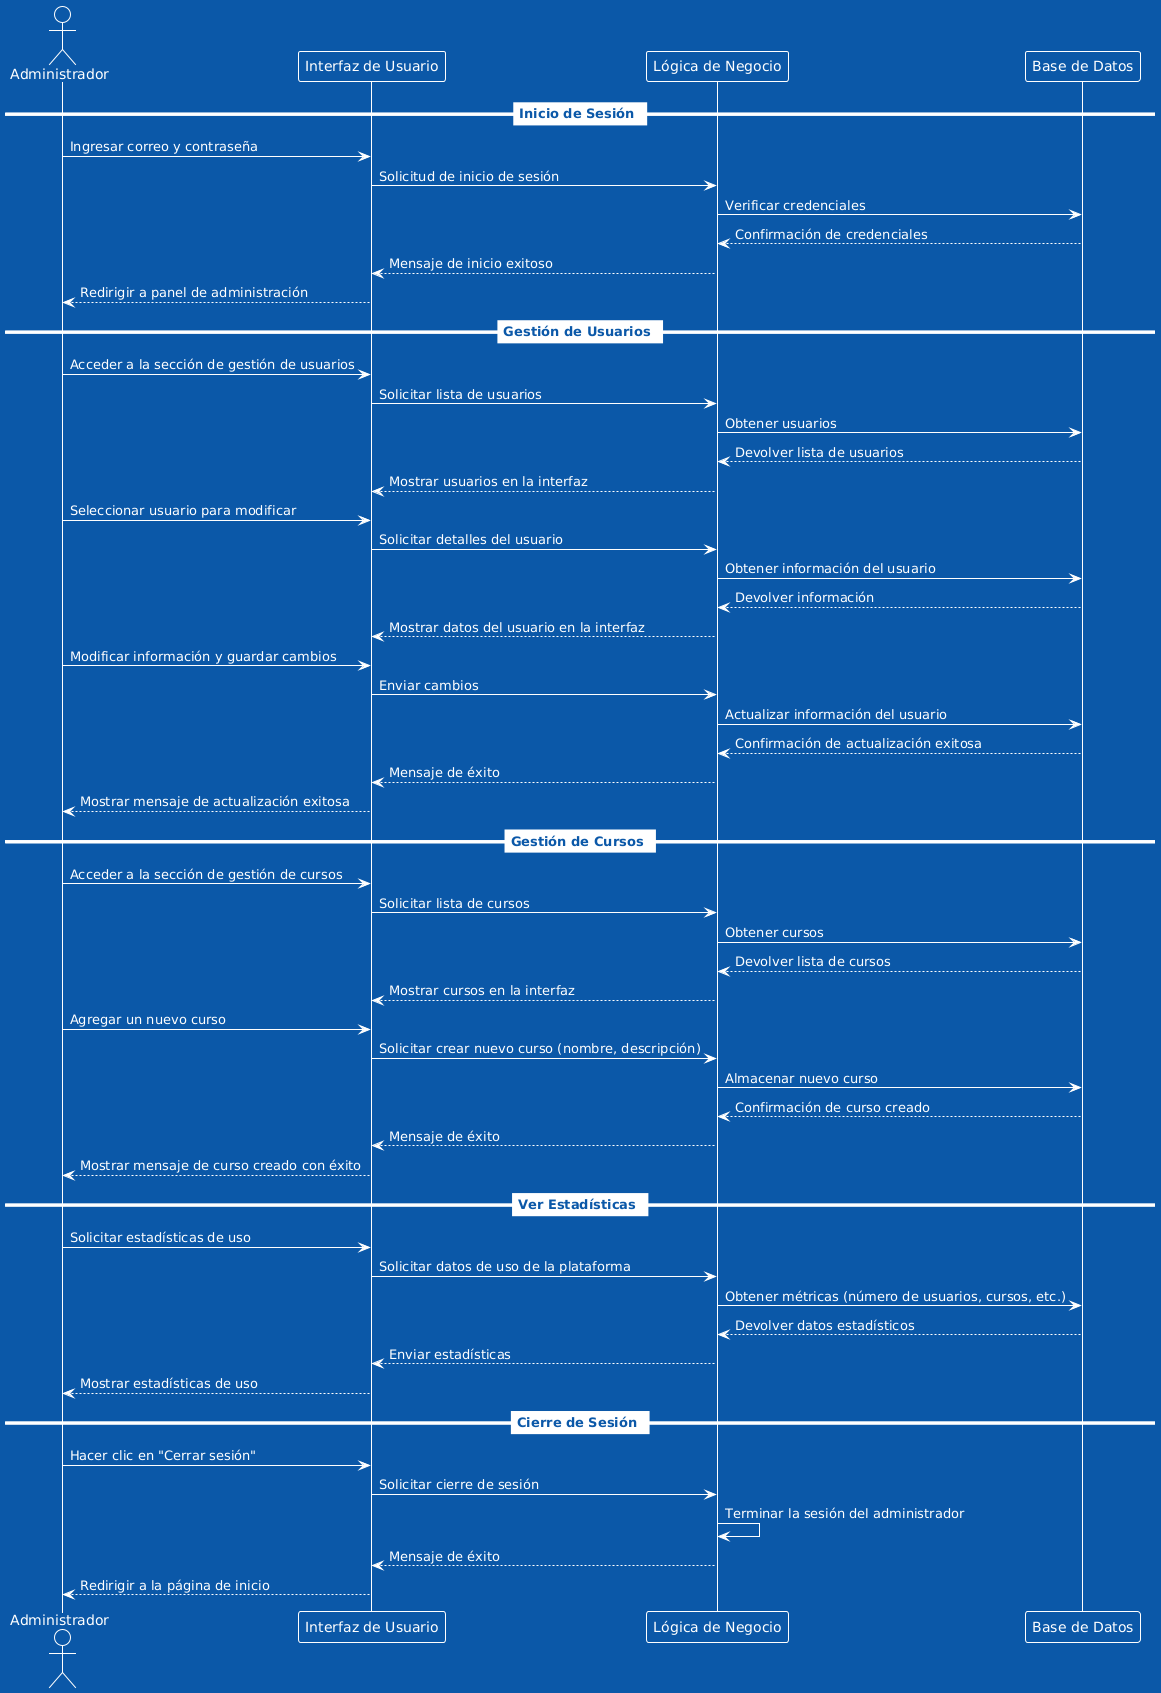 Administrador
Interfaz de Usuario
Lógica de Negocio
Base de Datos
Inicio de Sesión
Ingresar correo y contraseña
Solicitud de inicio de sesión
Verificar credenciales
Confirmación de credenciales
Mensaje de inicio exitoso
Redirigir a panel de administración
Gestión de Usuarios
Acceder a la sección de gestión de usuarios
Solicitar lista de usuarios
Obtener usuarios
Devolver lista de usuarios
Mostrar usuarios en la interfaz
Seleccionar usuario para modificar
Solicitar detalles del usuario
Obtener información del usuario
Devolver información
Mostrar datos del usuario en la interfaz
Modificar información y guardar cambios
Enviar cambios
Actualizar información del usuario
Confirmación de actualización exitosa
Mensaje de éxito
Mostrar mensaje de actualización exitosa
Gestión de Cursos
Acceder a la sección de gestión de cursos
Solicitar lista de cursos
Obtener cursos
Devolver lista de cursos
Mostrar cursos en la interfaz
Agregar un nuevo curso
Solicitar crear nuevo curso (nombre, descripción)
Almacenar nuevo curso
Confirmación de curso creado
Mensaje de éxito
Mostrar mensaje de curso creado con éxito
Ver Estadísticas
Solicitar estadísticas de uso
Solicitar datos de uso de la plataforma
Obtener métricas (número de usuarios, cursos, etc.)
Devolver datos estadísticos
Enviar estadísticas
Mostrar estadísticas de uso
Cierre de Sesión
Hacer clic en "Cerrar sesión"
Solicitar cierre de sesión
Terminar la sesión del administrador
Mensaje de éxito
Redirigir a la página de inicio
Administrador
Interfaz de Usuario
Lógica de Negocio
Base de Datos